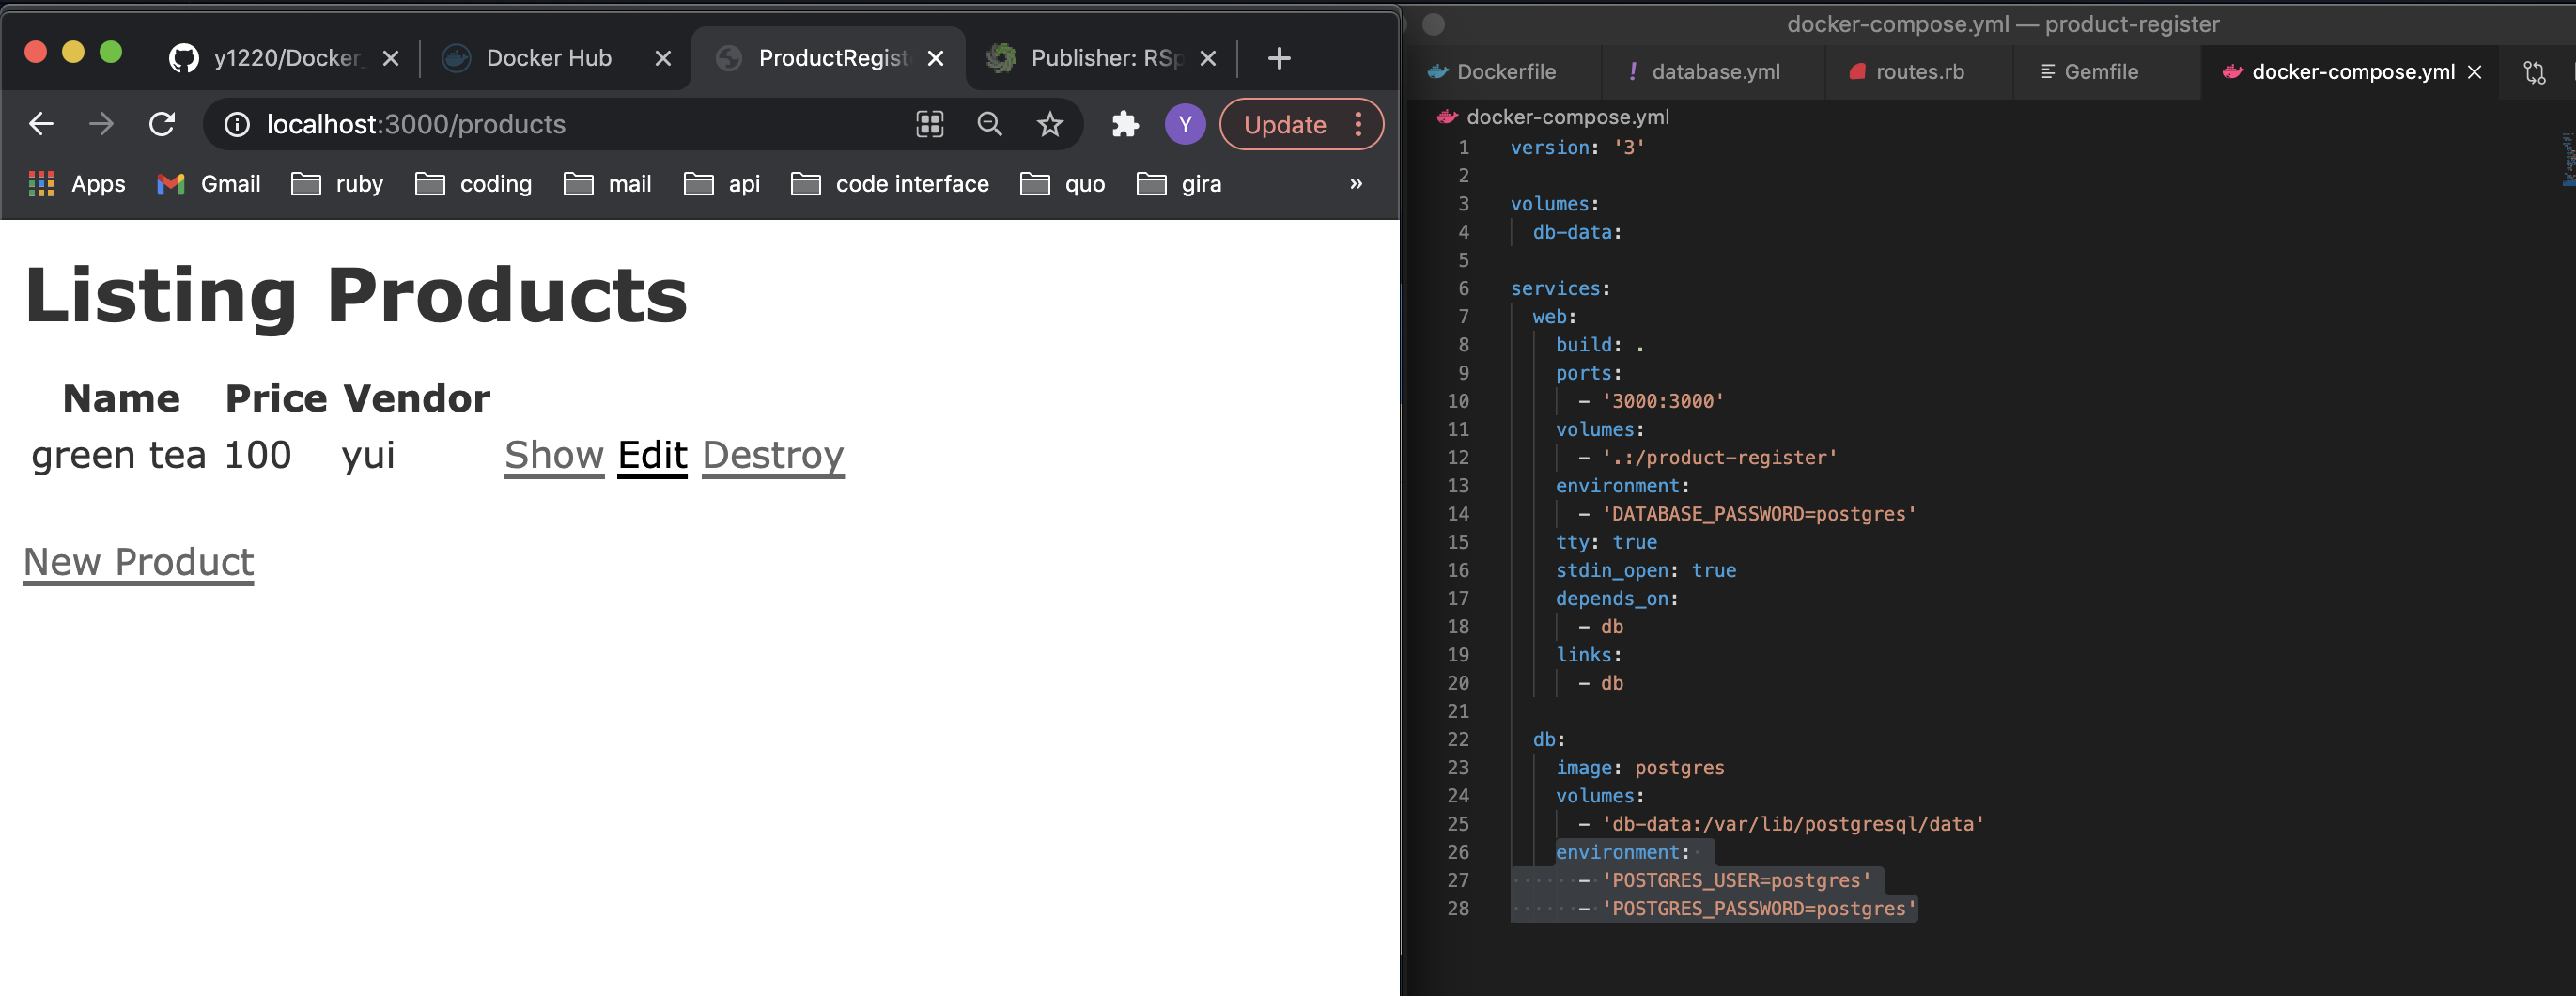 y1220/Docker_
Docker Hub
ProductRegist
Publisher: RSp
localhost:3000/products
Y
Update
Apps
Gmail
ruby
coding
mail
api
code interface
quo
gira
»
Listing Products
Name Price Vendor
green tea 100 yui Show Edit Destroy
New Product
docker-compose.yml — product-register
Dockerfile
! database.yml
routes.rb
Gemfile
docker-compose.yml
docker-compose.yml
1 version: '3'
2
3 volumes:
4 db-data:
5
6 services:
7 web:
8 build: .
9 ports:
10 - '3000:3000'
11 volumes:
12 - '.:/product-register'
13 environment:
14 - 'DATABASE_PASSWORD=postgres'
15 tty: true
16 stdin_open: true
17 depends_on:
18 - db
19 links:
20 - db
21
22 db:
23 image: postgres
24 volumes:
25 - 'db-data:/var/lib/postgresql/data'
26 environment:
27 - 'POSTGRES_USER=postgres'
28 - 'POSTGRES_PASSWORD=postgres'